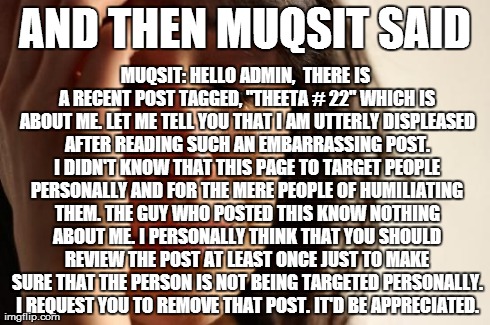 AND THEN MUQSIT SAID
MUQSIT: HELLO ADMIN, THERE IS
A RECENT POST TAGGED, "THEETA # 22" WHICH IS
ABOUT ME. LET ME TELL YOU THAT I AM UTTERLY DISPLEASED
AFTER READING SUCH AN EMBARRASSING POST.
I DIDN'T KNOW THAT THIS PAGE TO TARGET PEOPLE
PERSONALLY AND FOR THE MERE PEOPLE OF HUMILIATING
THEM. THE GUY WHO POSTED THIS KNOW NOTHING
ABOUT ME. I PERSONALLY THINK THAT YOU SHOULD
REVIEW THE POST AT LEAST ONCE JUST TO MAKE
SURE THAT THE PERSON IS NOT BEING TARGETED PERSONALLY.
I REQUEST YOU TO REMOVE THAT POST. IT'D BE APPRECIATED.
imgflip.com